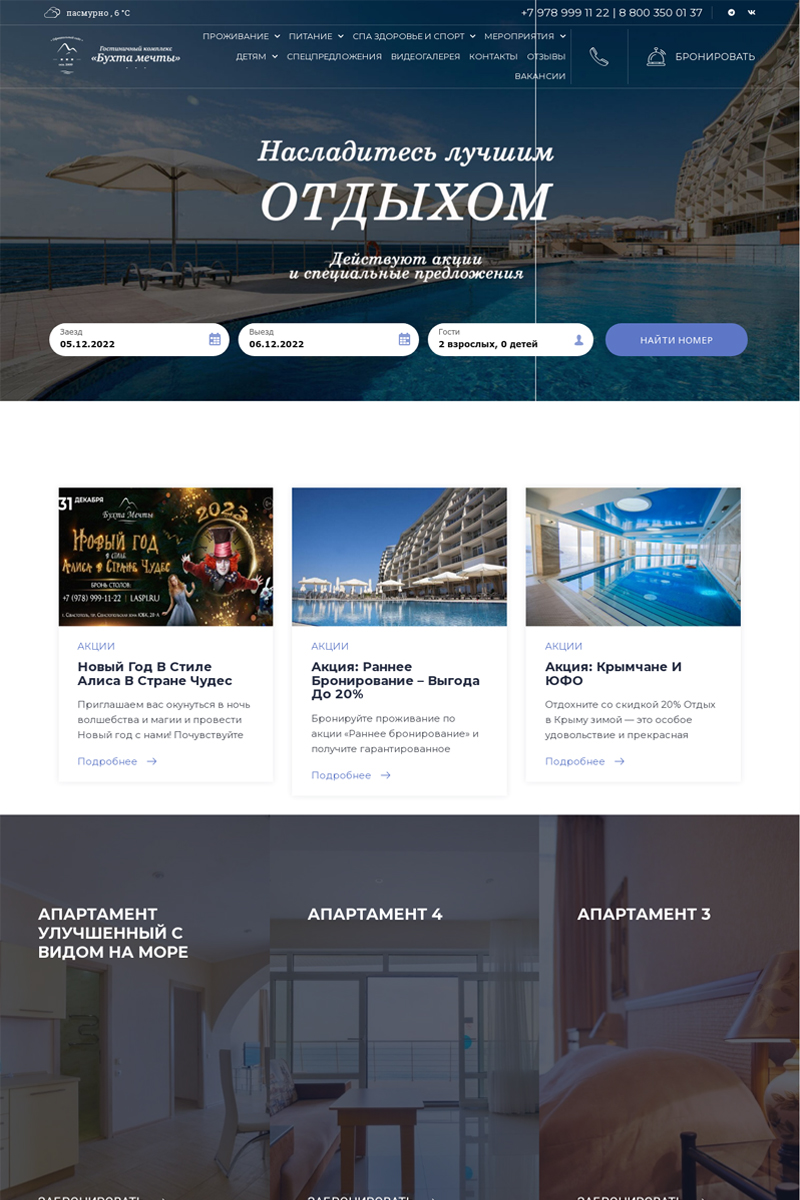 пасмурно , 6 °C
+7 978 999 11 22 | 8 800 350 01 37
Гостиничный комплекс
«Бухта мечты»
ПРОЖИВАНИЕ ПИТАНИЕ СПА ЗДОРОВЬЕ И СПОРТ МЕРОПРИЯТИЯ
ДЕТЯМ СПЕЦПРЕДЛОЖЕНИЯ ВИДЕОГАЛЕРЕЯ КОНТАКТЫ ОТЗЫВЫ
ВАКАНСИИ
БРОНИРОВАТЬ
Насладитесь лучшим
ОТДЫХОМ
Действуют акции
и специальные предложения
Заезд
05.12.2022
Выезд
06.12.2022
Гости
2 взрослых, 0 детей
НАЙТИ НОМЕР
31 ДЕКАБРЯ
Бухта Мечты
2023
Новый год
в стиле
Алиса в Стране Чудес
БРОНЬ СТОЛОВ:
+7 (978) 999-11-22 | LASPI.RU
АКЦИИ
Новый Год В Стиле
Алиса В Стране Чудес
Приглашаем вас окунуться в ночь
волшебства и магии и провести
Новый год с нами! Почувствуйте
Подробнее
АКЦИИ
Акция: Раннее
Бронирование – Выгода
До 20%
Бронируйте проживание по
акции «Раннее бронирование» и
получите гарантированное
Подробнее
АКЦИИ
Акция: Крымчане И
ЮФО
Отдохните со скидкой 20% Отдых
в Крыму зимой — это особое
удовольствие и прекрасная
Подробнее
АПАРТАМЕНТ
УЛУЧШЕННЫЙ С
ВИДОМ НА МОРЕ
АПАРТАМЕНТ 4
АПАРТАМЕНТ 3
ЗАБРОНИРОВАТЬ
ЗАБРОНИРОВАТЬ
ЗАБРОНИРОВАТЬ